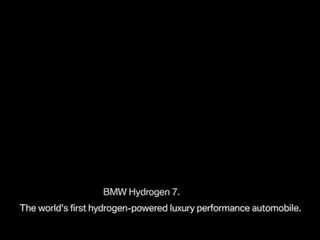 BMW Hydrogen 7.
The world's first hydrogen-powered luxury performance automobile.